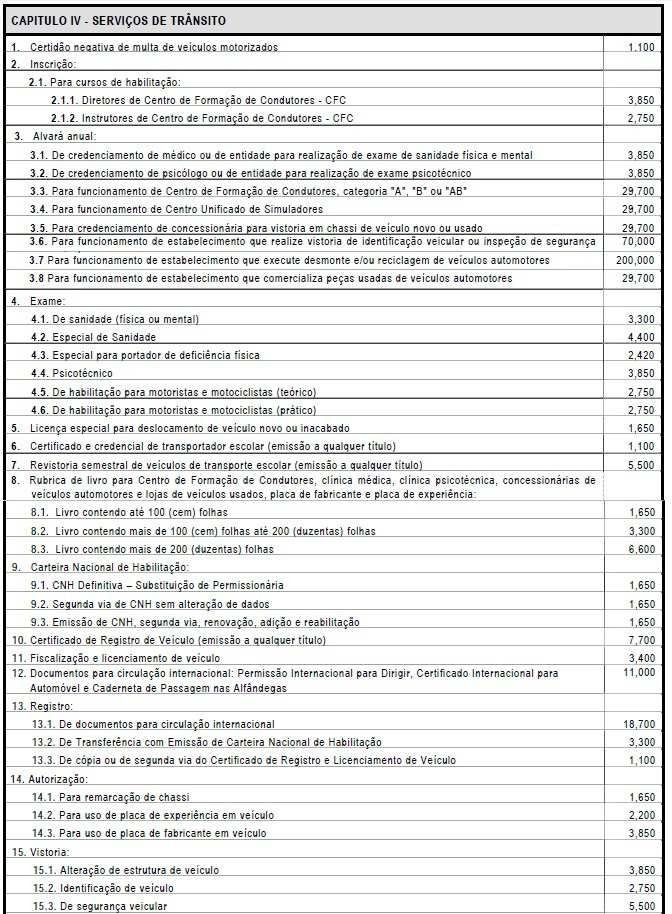 CAPITULO IV - SERVIÇOS DE TRÂNSITO
1. Certidão negativa de multa de veículos motorizados 1,100
2. Inscrição:
2.1. Para cursos de habilitação:
2.1.1. Diretores de Centro de Formação de Condutores - CFC 3,850
2.1.2. Instrutores de Centro de Formação de Condutores - CFC 2,750
3. Alvará anual:
3.1. De credenciamento de médico ou de entidade para realização de exame de sanidade física e mental 3,850
3.2. De credenciamento de psicólogo ou de entidade para realização de exame psicotécnico 3,850
3.3. Para funcionamento de Centro de Formação de Condutores, categoria "A", "B" ou "AB" 29,700
3.4. Para funcionamento de Centro Unificado de Simuladores 29,700
3.5. Para credenciamento de concessionária para vistoria em chassi de veículo novo ou usado 29,700
3.6. Para funcionamento de estabelecimento que realize vistoria de identificação veicular ou inspeção de segurança 70,000
3.7 Para funcionamento de estabelecimento que execute desmonte e/ou reciclagem de veículos automotores 200,000
3.8 Para funcionamento de estabelecimento que comercializa peças usadas de veículos automotores 29,700
4. Exame:
4.1. De sanidade (física ou mental) 3,300
4.2. Especial de Sanidade 4,400
4.3. Especial para portador de deficiência física 2,420
4.4. Psicotécnico 3,850
4.5. De habilitação para motoristas e motociclistas (teórico) 2,750
4.6. De habilitação para motoristas e motociclistas (prático) 2,750
5. Licença especial para deslocamento de veículo novo ou inacabado 1,650
6. Certificado e credencial de transportador escolar (emissão a qualquer título) 1,100
7. Revistoria semestral de veículos de transporte escolar (emissão a qualquer título) 5,500
8. Rubrica de livro para Centro de Formação de Condutores, clínica médica, clínica psicotécnica, concessionárias de
veículos automotores e lojas de veículos usados, placa de fabricante e placa de experiência:
8.1. Livro contendo até 100 (cem) folhas 1,650
8.2. Livro contendo mais de 100 (cem) folhas até 200 (duzentas) folhas 3,300
8.3. Livro contendo mais de 200 (duzentas) folhas 6,600
9. Carteira Nacional de Habilitação:
9.1. CNH Definitiva – Substituição de Permissionária 1,650
9.2. Segunda via de CNH sem alteração de dados 1,650
9.3. Emissão de CNH, segunda via, renovação, adição e reabilitação 1,650
10. Certificado de Registro de Veículo (emissão a qualquer título) 7,700
11. Fiscalização e licenciamento de veículo 3,400
12. Documentos para circulação internacional: Permissão Internacional para Dirigir, Certificado Internacional para 11,000
Automóvel e Caderneta de Passagem nas Alfândegas
13. Registro:
13.1. De documentos para circulação internacional 18,700
13.2. De Transferência com Emissão de Carteira Nacional de Habilitação 3,300
13.3. De cópia ou de segunda via do Certificado de Registro e Licenciamento de Veículo 1,100
14. Autorização:
14.1. Para remarcação de chassi 1,650
14.2. Para uso de placa de experiência em veículo 2,200
14.3. Para uso de placa de fabricante em veículo 3,850
15. Vistoria:
15.1. Alteração de estrutura de veículo 3,850
15.2. Identificação de veículo 2,750
15.3. De segurança veicular 5,500